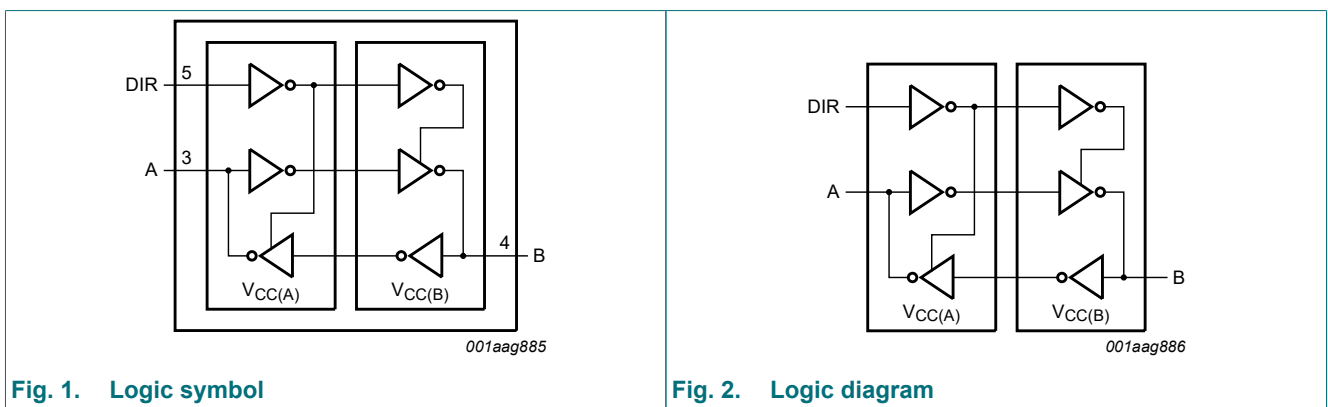 DIR 5
A 3
4 B
VCC(A) VCC(B)
001aag885
Fig. 1. Logic symbol
DIR
A
B
VCC(A) VCC(B)
001aag886
Fig. 2. Logic diagram